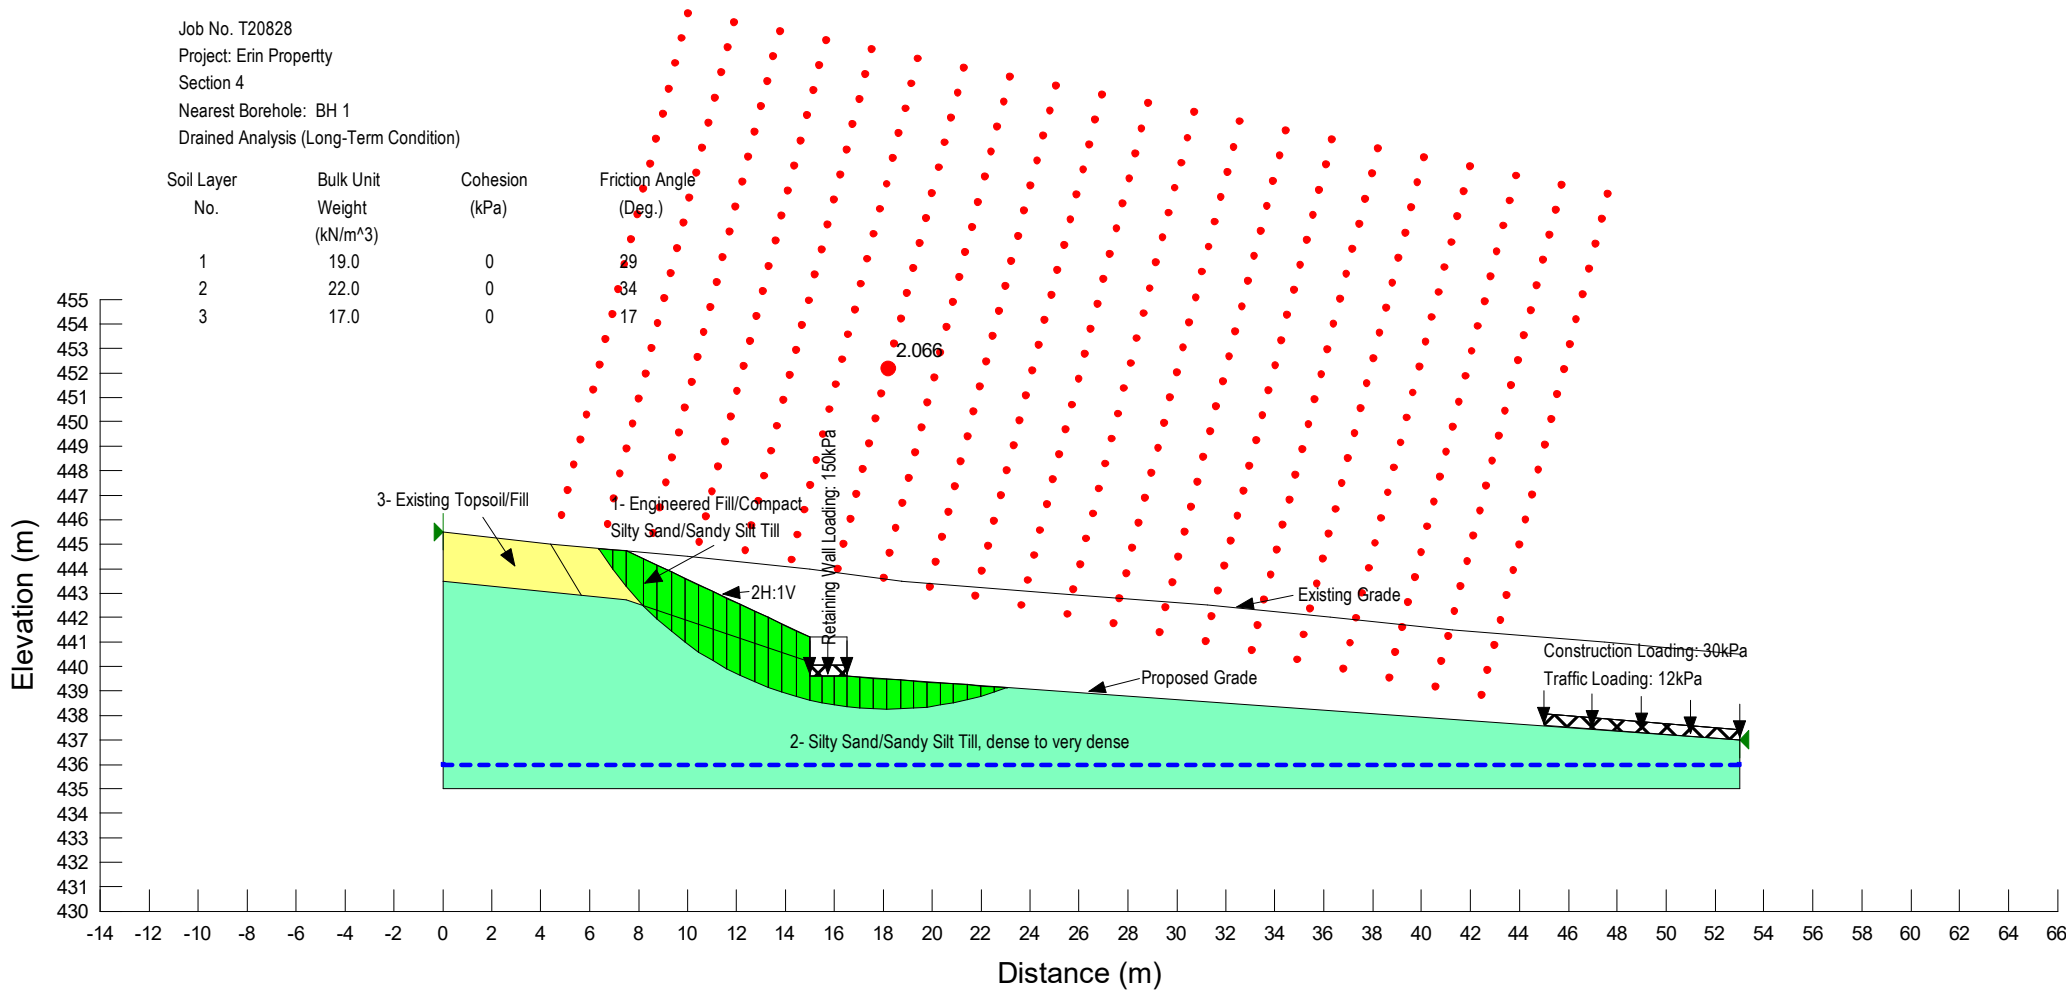 Job No. T20828
Project: Erin Propertty
Section 4
Nearest Borehole: BH 1
Drained Analysis (Long-Term Condition)
Soil Layer Bulk Unit Cohesion Friction Angle
No. Weight (kPa) (Deg.)
(kN/m^3)
1 19.0 0 29
2 22.0 0 34
3 17.0 0 17
2.066
3- Existing Topsoil/Fill
1- Engineered Fill/Compact
Silty Sand/Sandy Silt Till
2H:1V
Retaining Wall Loading: 150kPa
Existing Grade
Proposed Grade
Construction Loading: 30kPa
Traffic Loading: 12kPa
2- Silty Sand/Sandy Silt Till, dense to very dense
Elevation (m)
455
454
453
452
451
450
449
448
447
446
445
444
443
442
441
440
439
438
437
436
435
434
433
432
431
430
-14 -12 -10 -8 -6 -4 -2 0 2 4 6 8 10 12 14 16 18 20 22 24 26 28 30 32 34 36 38 40 42 44 46 48 50 52 54 56 58 60 62 64 66
Distance (m)